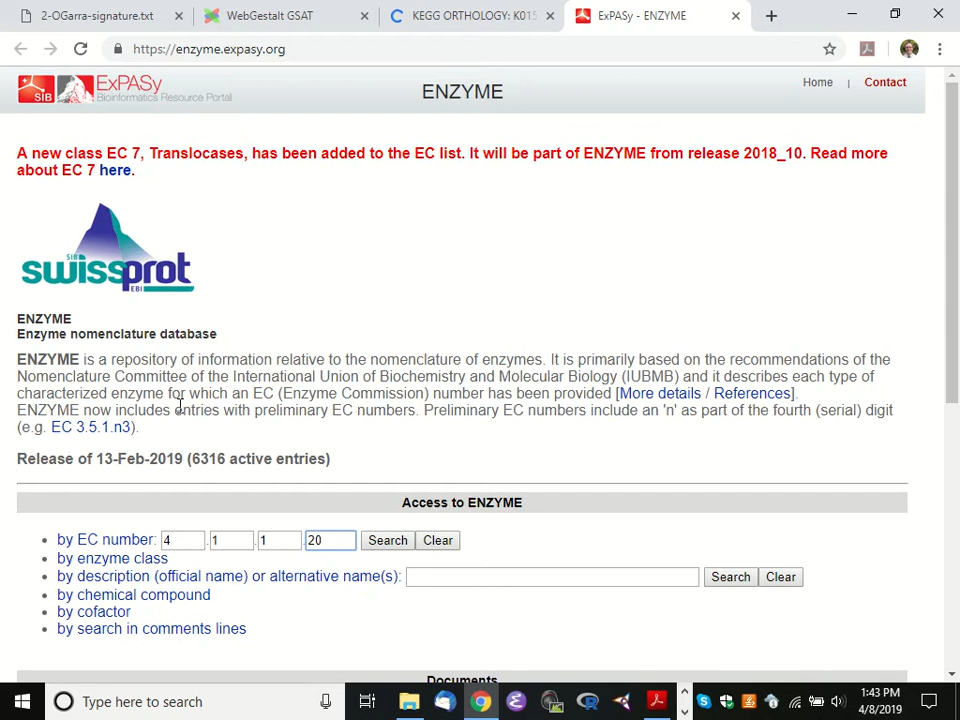 2-OGarra-signature.txt
WebGestalt GSAT
KEGG ORTHOLOGY: K015
ExPASy - ENZYME
https://enzyme.expasy.org
SIB
ExPASy
Bioinformatics Resource Portal
ENZYME
Home | Contact
A new class EC 7, Translocases, has been added to the EC list. It will be part of ENZYME from release 2018_10. Read more
about EC 7 here.
SIB
swissprot
EBI
ENZYME
Enzyme nomenclature database
ENZYME is a repository of information relative to the nomenclature of enzymes. It is primarily based on the recommendations of the
Nomenclature Committee of the International Union of Biochemistry and Molecular Biology (IUBMB) and it describes each type of
characterized enzyme for which an EC (Enzyme Commission) number has been provided [More details / References].
ENZYME now includes entries with preliminary EC numbers. Preliminary EC numbers include an 'n' as part of the fourth (serial) digit
(e.g. EC 3.5.1.n3).
Release of 13-Feb-2019 (6316 active entries)
Access to ENZYME
by EC number: 4 . 1 . 1 . 20 Search Clear
by enzyme class
by description (official name) or alternative name(s): Search Clear
by chemical compound
by cofactor
by search in comments lines
Documents
Type here to search
1:43 PM
4/8/2019